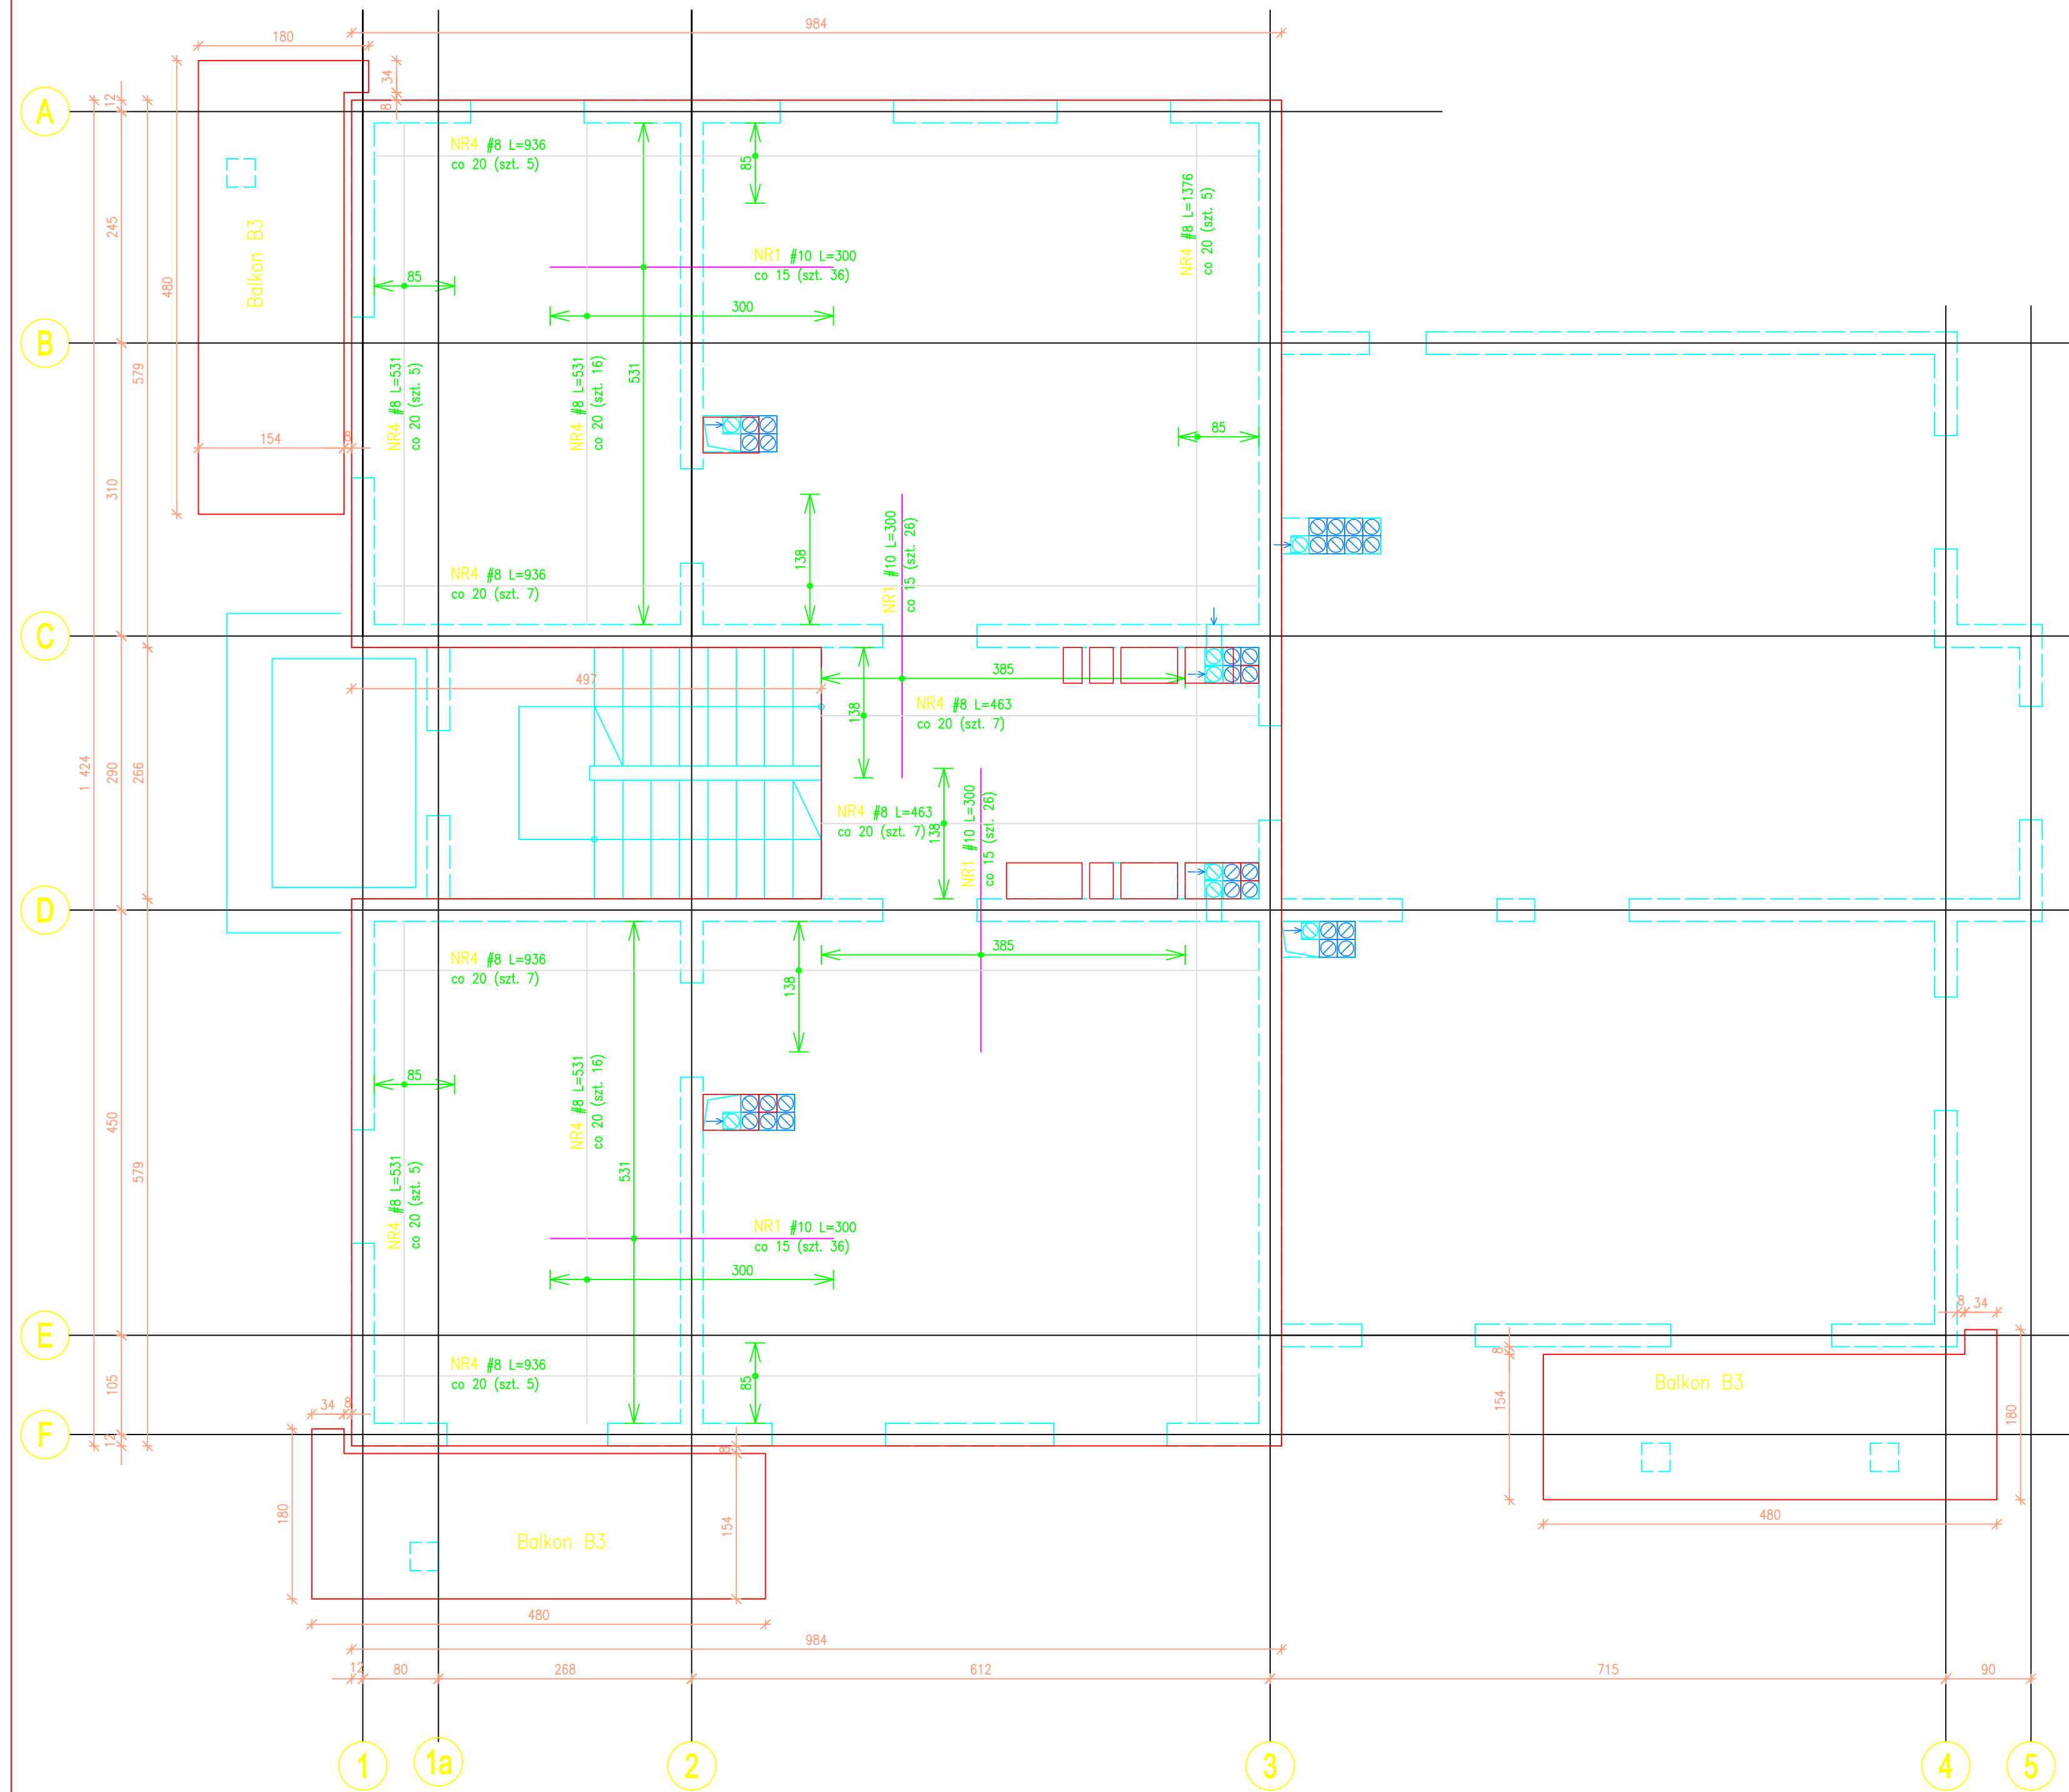 984
180
34
12
8
A
NR4 #8 L=936
co 20 (szt. 5)
85
NR4 #8 L=1376
co 20 (szt. 5)
245
Balkon B3
480
NR1 #10 L=300
co 15 (szt. 36)
85
300
B
579
NR4 #8 L=531
co 20 (szt. 5)
NR4 #8 L=531
co 20 (szt. 16)
531
154
8
85
310
138
NR1 #10 L=300
co 15 (szt. 26)
NR4 #8 L=936
co 20 (szt. 7)
C
497
385
138
NR4 #8 L=463
co 20 (szt. 7)
1 424
290
266
NR4 #8 L=463
co 20 (szt. 7)
138
NR1 #10 L=300
co 15 (szt. 26)
D
NR4 #8 L=936
co 20 (szt. 7)
385
138
85
NR4 #8 L=531
co 20 (szt. 16)
450
579
531
NR4 #8 L=531
co 20 (szt. 5)
NR1 #10 L=300
co 15 (szt. 36)
300
8 34
E
NR4 #8 L=936
co 20 (szt. 5)
85
105
8
Balkon B3
154
180
34 8
F
12
8
180
154
Balkon B3
480
480
984
12
80
268
612
715
90
1
1a
2
3
4
5